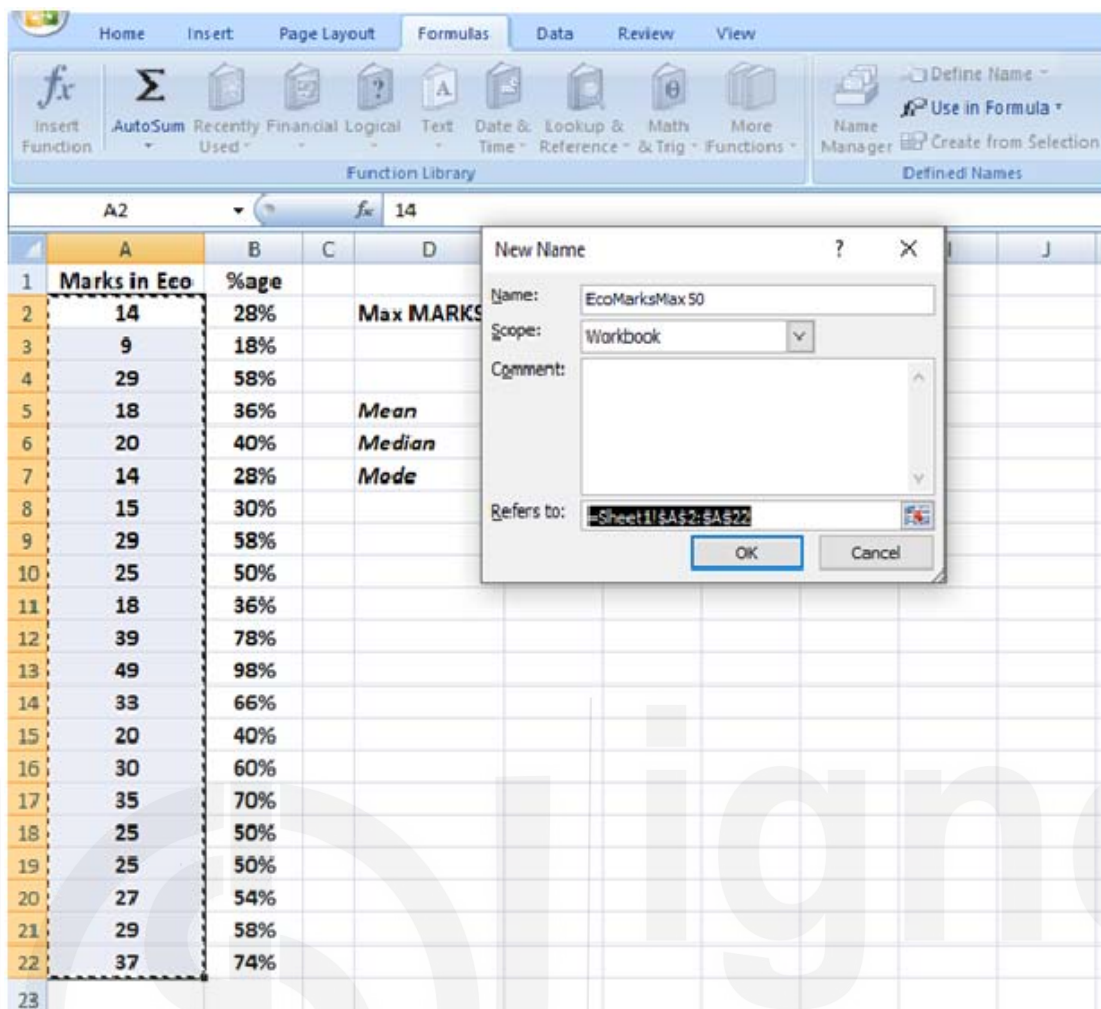 Home Insert Page Layout Formulas Data Review View
Insert Function AutoSum Recently Used Financial Logical Text Date & Time Lookup & Reference Math & Trig More Functions Name Manager Define Name Use in Formula Create from Selection
Function Library Defined Names
A2 fx 14
A B C D I J
1 Marks in Eco %age
2 14 28% Max MARKS
3 9 18%
4 29 58%
5 18 36% Mean
6 20 40% Median
7 14 28% Mode
8 15 30%
9 29 58%
10 25 50%
11 18 36%
12 39 78%
13 49 98%
14 33 66%
15 20 40%
16 30 60%
17 35 70%
18 25 50%
19 25 50%
20 27 54%
21 29 58%
22 37 74%
23
New Name ? X
Name: EcoMarksMax50
Scope: Workbook
Comment:
Refers to: =Sheet1!$A$2:$A$22
OK Cancel